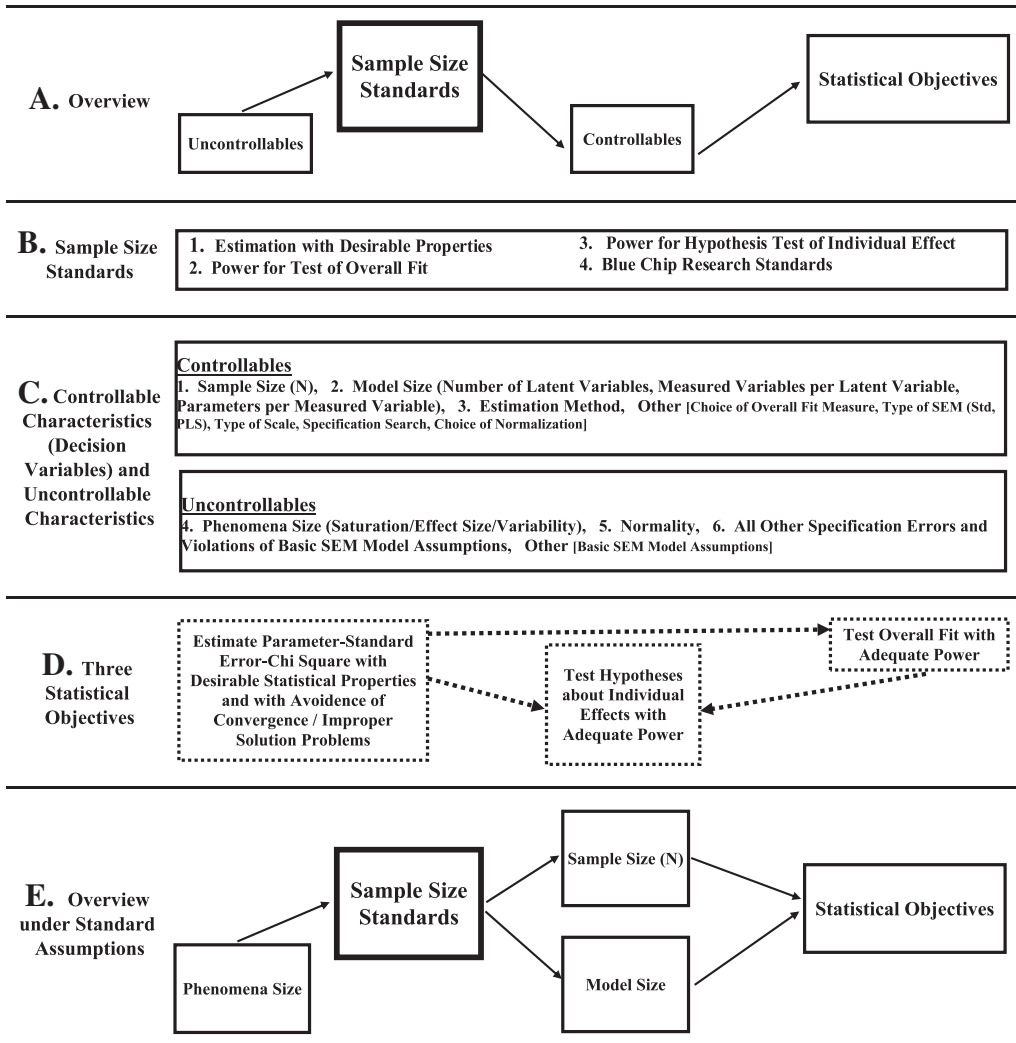 A. Overview
Uncontrollables
Sample Size
Standards
Controllables
Statistical Objectives
B. Sample Size
Standards
1. Estimation with Desirable Properties
2. Power for Test of Overall Fit
3. Power for Hypothesis Test of Individual Effect
4. Blue Chip Research Standards
C. Controllable
Characteristics
(Decision
Variables) and
Uncontrollable
Characteristics
Controllables
1. Sample Size (N), 2. Model Size (Number of Latent Variables, Measured Variables per Latent Variable,
Parameters per Measured Variable), 3. Estimation Method, Other [Choice of Overall Fit Measure, Type of SEM (Std,
PLS), Type of Scale, Specification Search, Choice of Normalization]
Uncontrollables
4. Phenomena Size (Saturation/Effect Size/Variability), 5. Normality, 6. All Other Specification Errors and
Violations of Basic SEM Model Assumptions, Other [Basic SEM Model Assumptions]
D. Three
Statistical
Objectives
Estimate Parameter-Standard
Error-Chi Square with
Desirable Statistical Properties
and with Avoidence of
Convergence / Improper
Solution Problems
Test Hypotheses
about Individual
Effects with
Adequate Power
Test Overall Fit with
Adequate Power
E. Overview
under Standard
Assumptions
Phenomena Size
Sample Size
Standards
Sample Size (N)
Model Size
Statistical Objectives